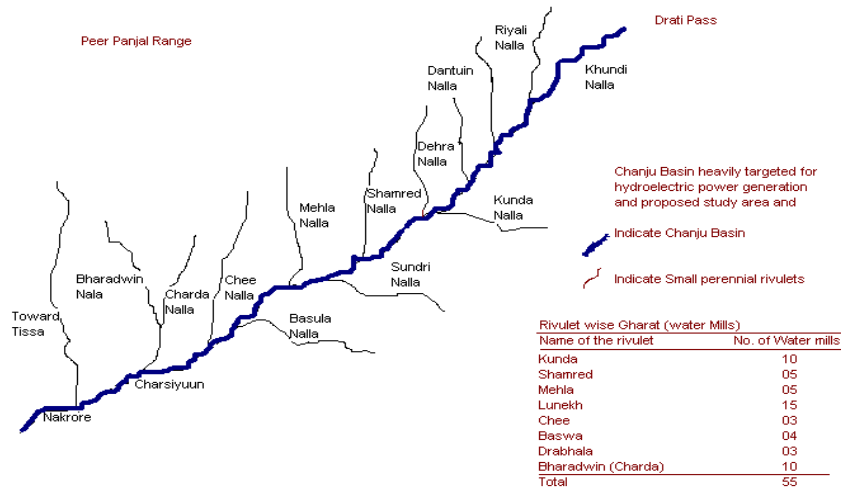 Peer Panjal Range
Drati Pass
Riyali
Nalla
Dantuin
Nalla
Khundi
Nalla
Dehra
Nalla
Shamred
Nalla
Kunda
Nalla
Mehla
Nalla
Sundri
Nalla
Bharadwin
Nala
Charda
Nalla
Chee
Nalla
Basula
Nalla
Toward
Tissa
Charsiyuun
Nakrore
Chanju Basin heavily targeted for
hydroelectric power generation
and proposed study area and
Indicate Chanju Basin
Indicate Small perennial rivulets
Rivulet wise Gharat (water Mills)
Name of the rivulet No. of Water mills
Kunda 10
Shamred 05
Mehla 05
Lunekh 15
Chee 03
Baswa 04
Drabhala 03
Bharadwin (Charda) 10
Total 55